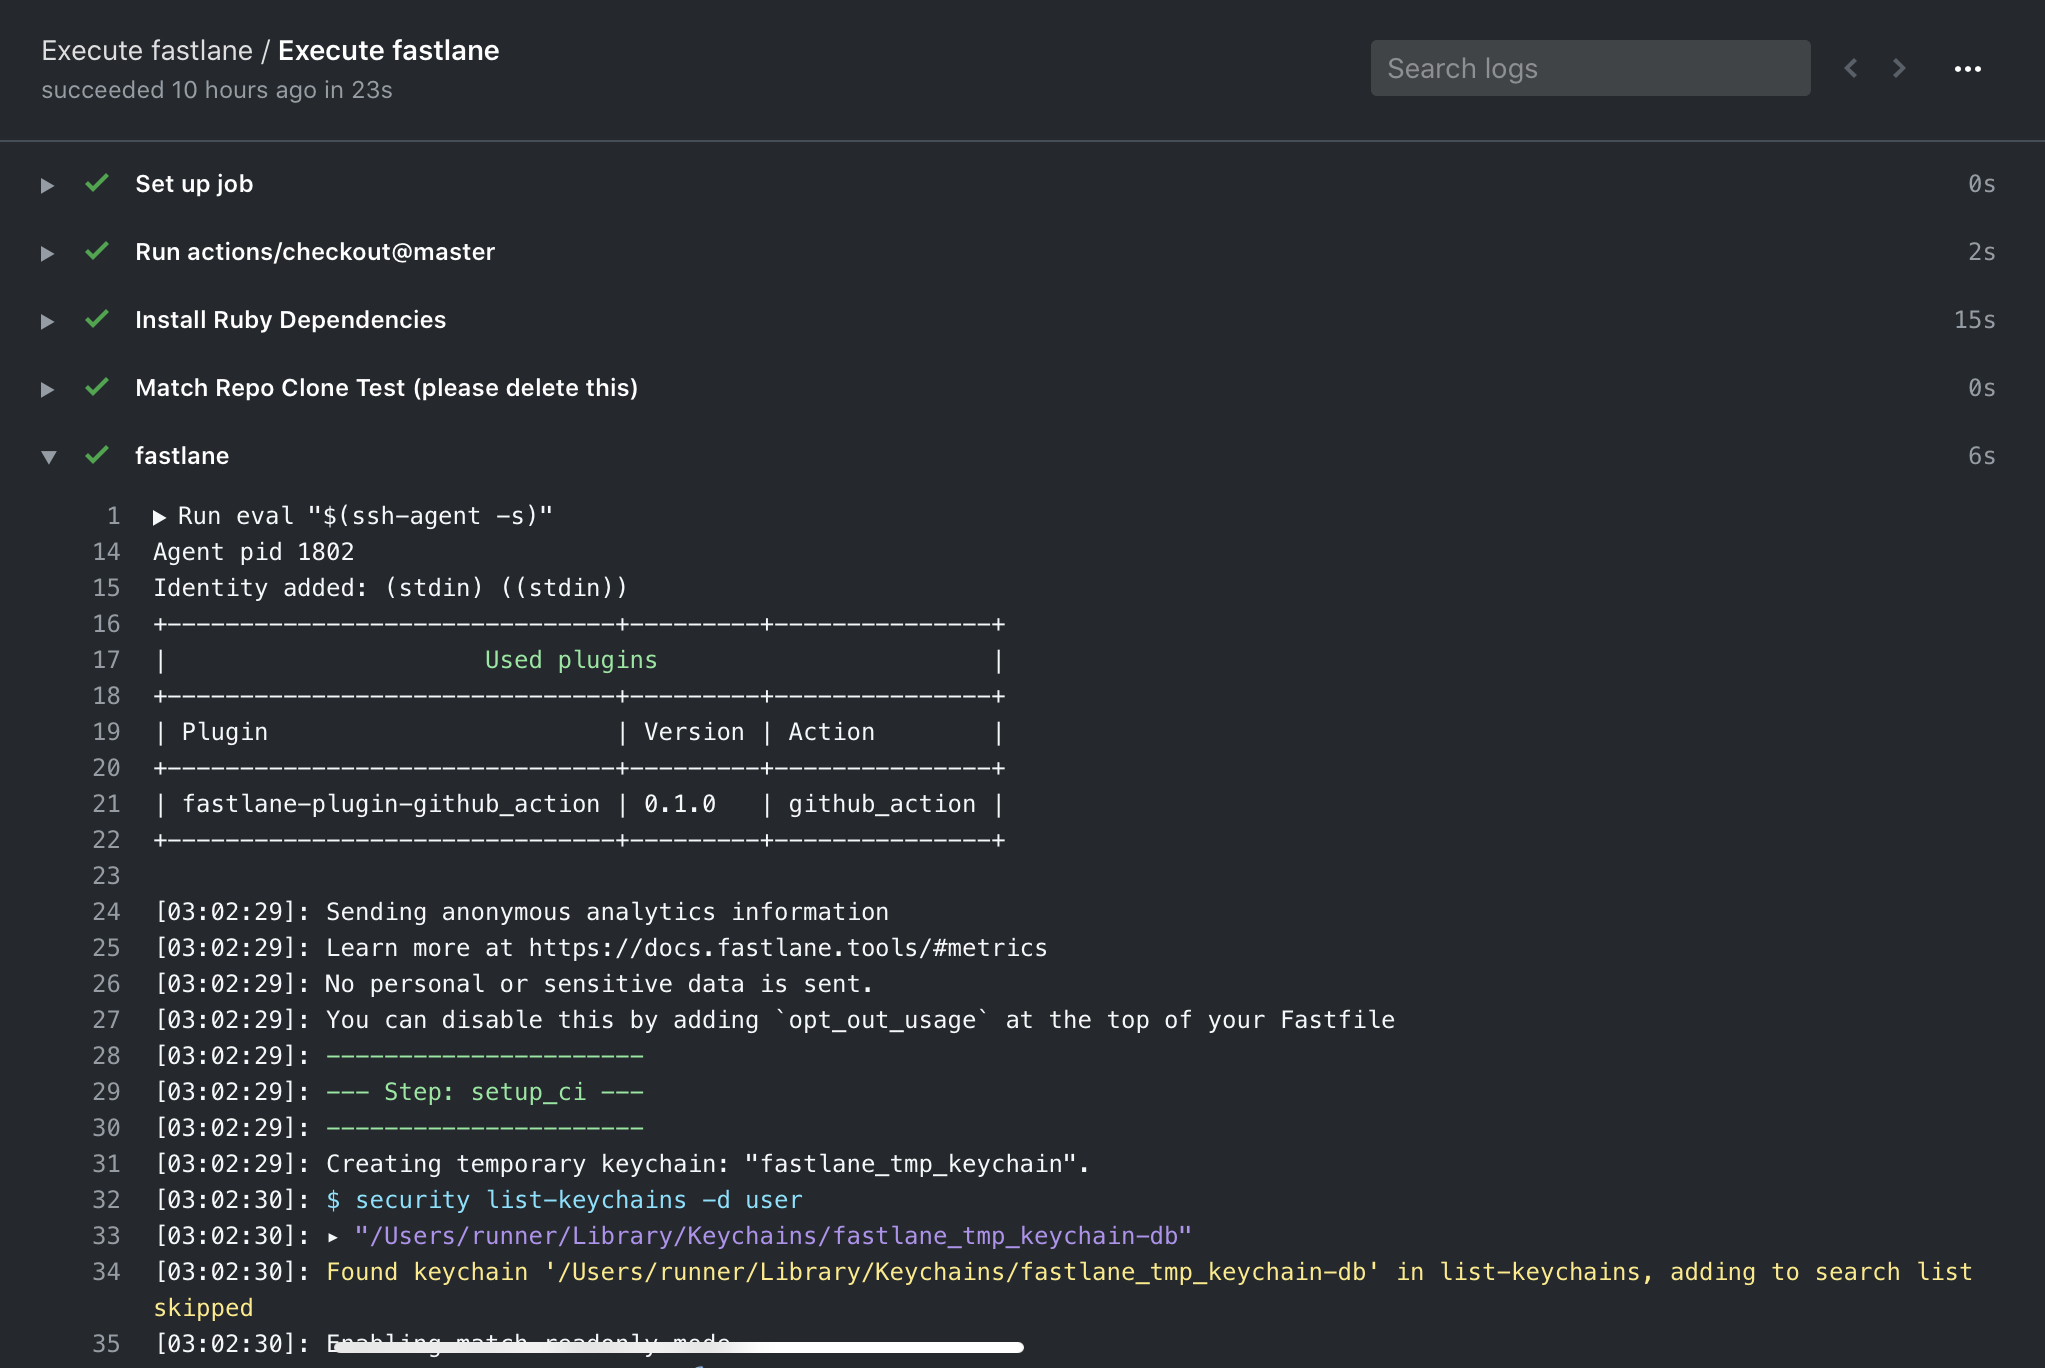 Execute fastlane / Execute fastlane
succeeded 10 hours ago in 23s
Search logs
Set up job 0s
Run actions/checkout@master 2s
Install Ruby Dependencies 15s
Match Repo Clone Test (please delete this) 0s
fastlane 6s
1 ▶ Run eval "$(ssh-agent -s)"
14 Agent pid 1802
15 Identity added: (stdin) ((stdin))
16 +-------------------------------+---------+---------------+
17 |                      Used plugins                       |
18 +-------------------------------+---------+---------------+
19 | Plugin                        | Version | Action        |
20 +-------------------------------+---------+---------------+
21 | fastlane-plugin-github_action | 0.1.0   | github_action |
22 +-------------------------------+---------+---------------+
23
24 [03:02:29]: Sending anonymous analytics information
25 [03:02:29]: Learn more at https://docs.fastlane.tools/#metrics
26 [03:02:29]: No personal or sensitive data is sent.
27 [03:02:29]: You can disable this by adding `opt_out_usage` at the top of your Fastfile
28 [03:02:29]: ----------------------
29 [03:02:29]: --- Step: setup_ci ---
30 [03:02:29]: ----------------------
31 [03:02:29]: Creating temporary keychain: "fastlane_tmp_keychain".
32 [03:02:30]: $ security list-keychains -d user
33 [03:02:30]: ▸ "/Users/runner/Library/Keychains/fastlane_tmp_keychain-db"
34 [03:02:30]: Found keychain '/Users/runner/Library/Keychains/fastlane_tmp_keychain-db' in list-keychains, adding to search list
skipped
35 [03:02:30]: Enabling match readonly mode